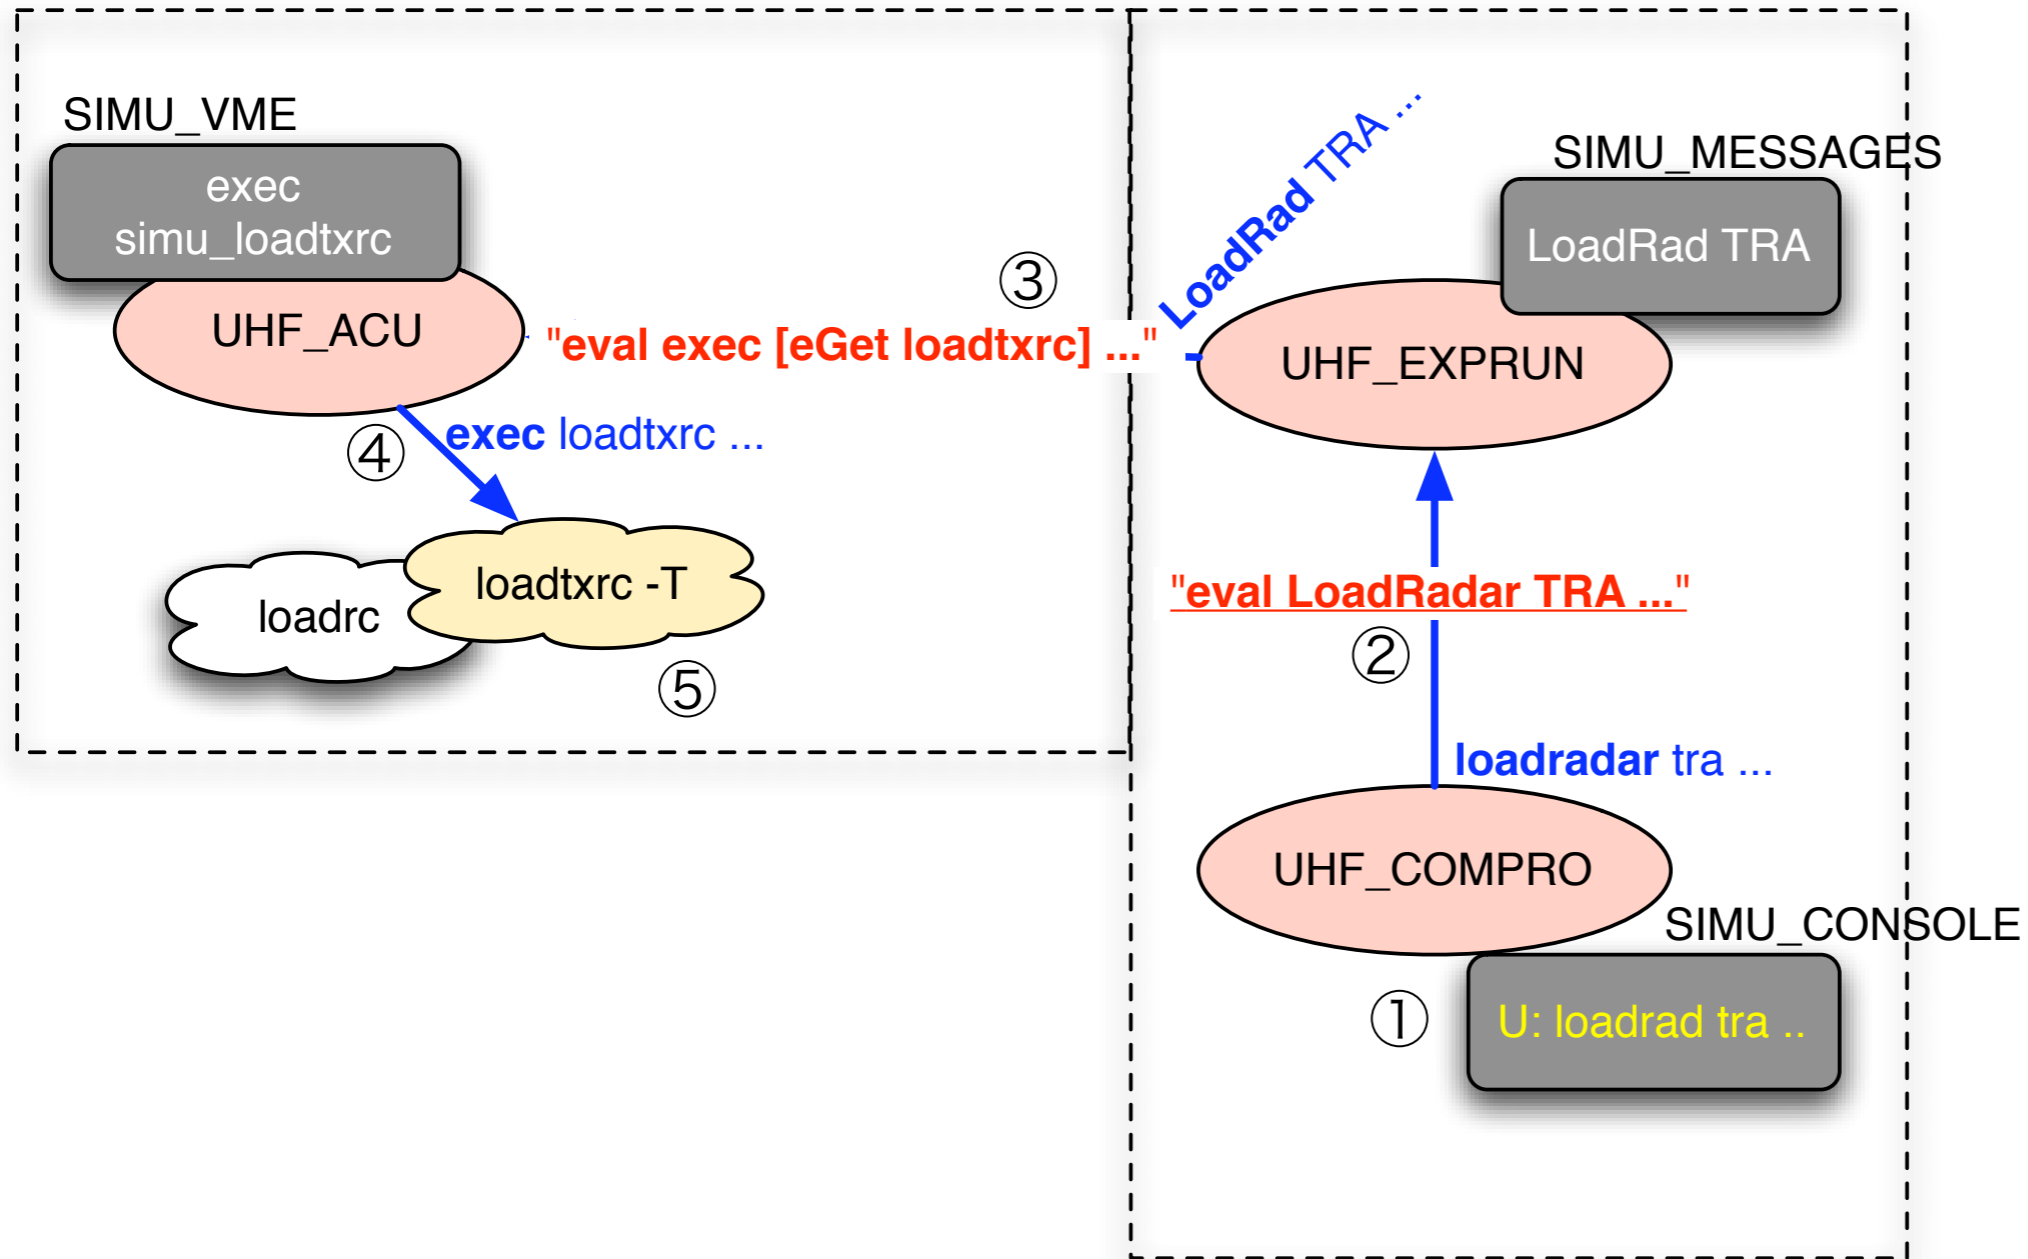 SIMU_VME
exec
simu_loadtxrc
UHF_ACU
③
"eval exec [eGet loadtxrc] ..."
LoadRad TRA ...
SIMU_MESSAGES
LoadRad TRA
UHF_EXPRUN
④
exec loadtxrc ...
loadtxrc -T
loadrc
⑤
"eval LoadRadar TRA ..."
②
loadradar tra ...
UHF_COMPRO
SIMU_CONSOLE
①
U: loadrad tra ..